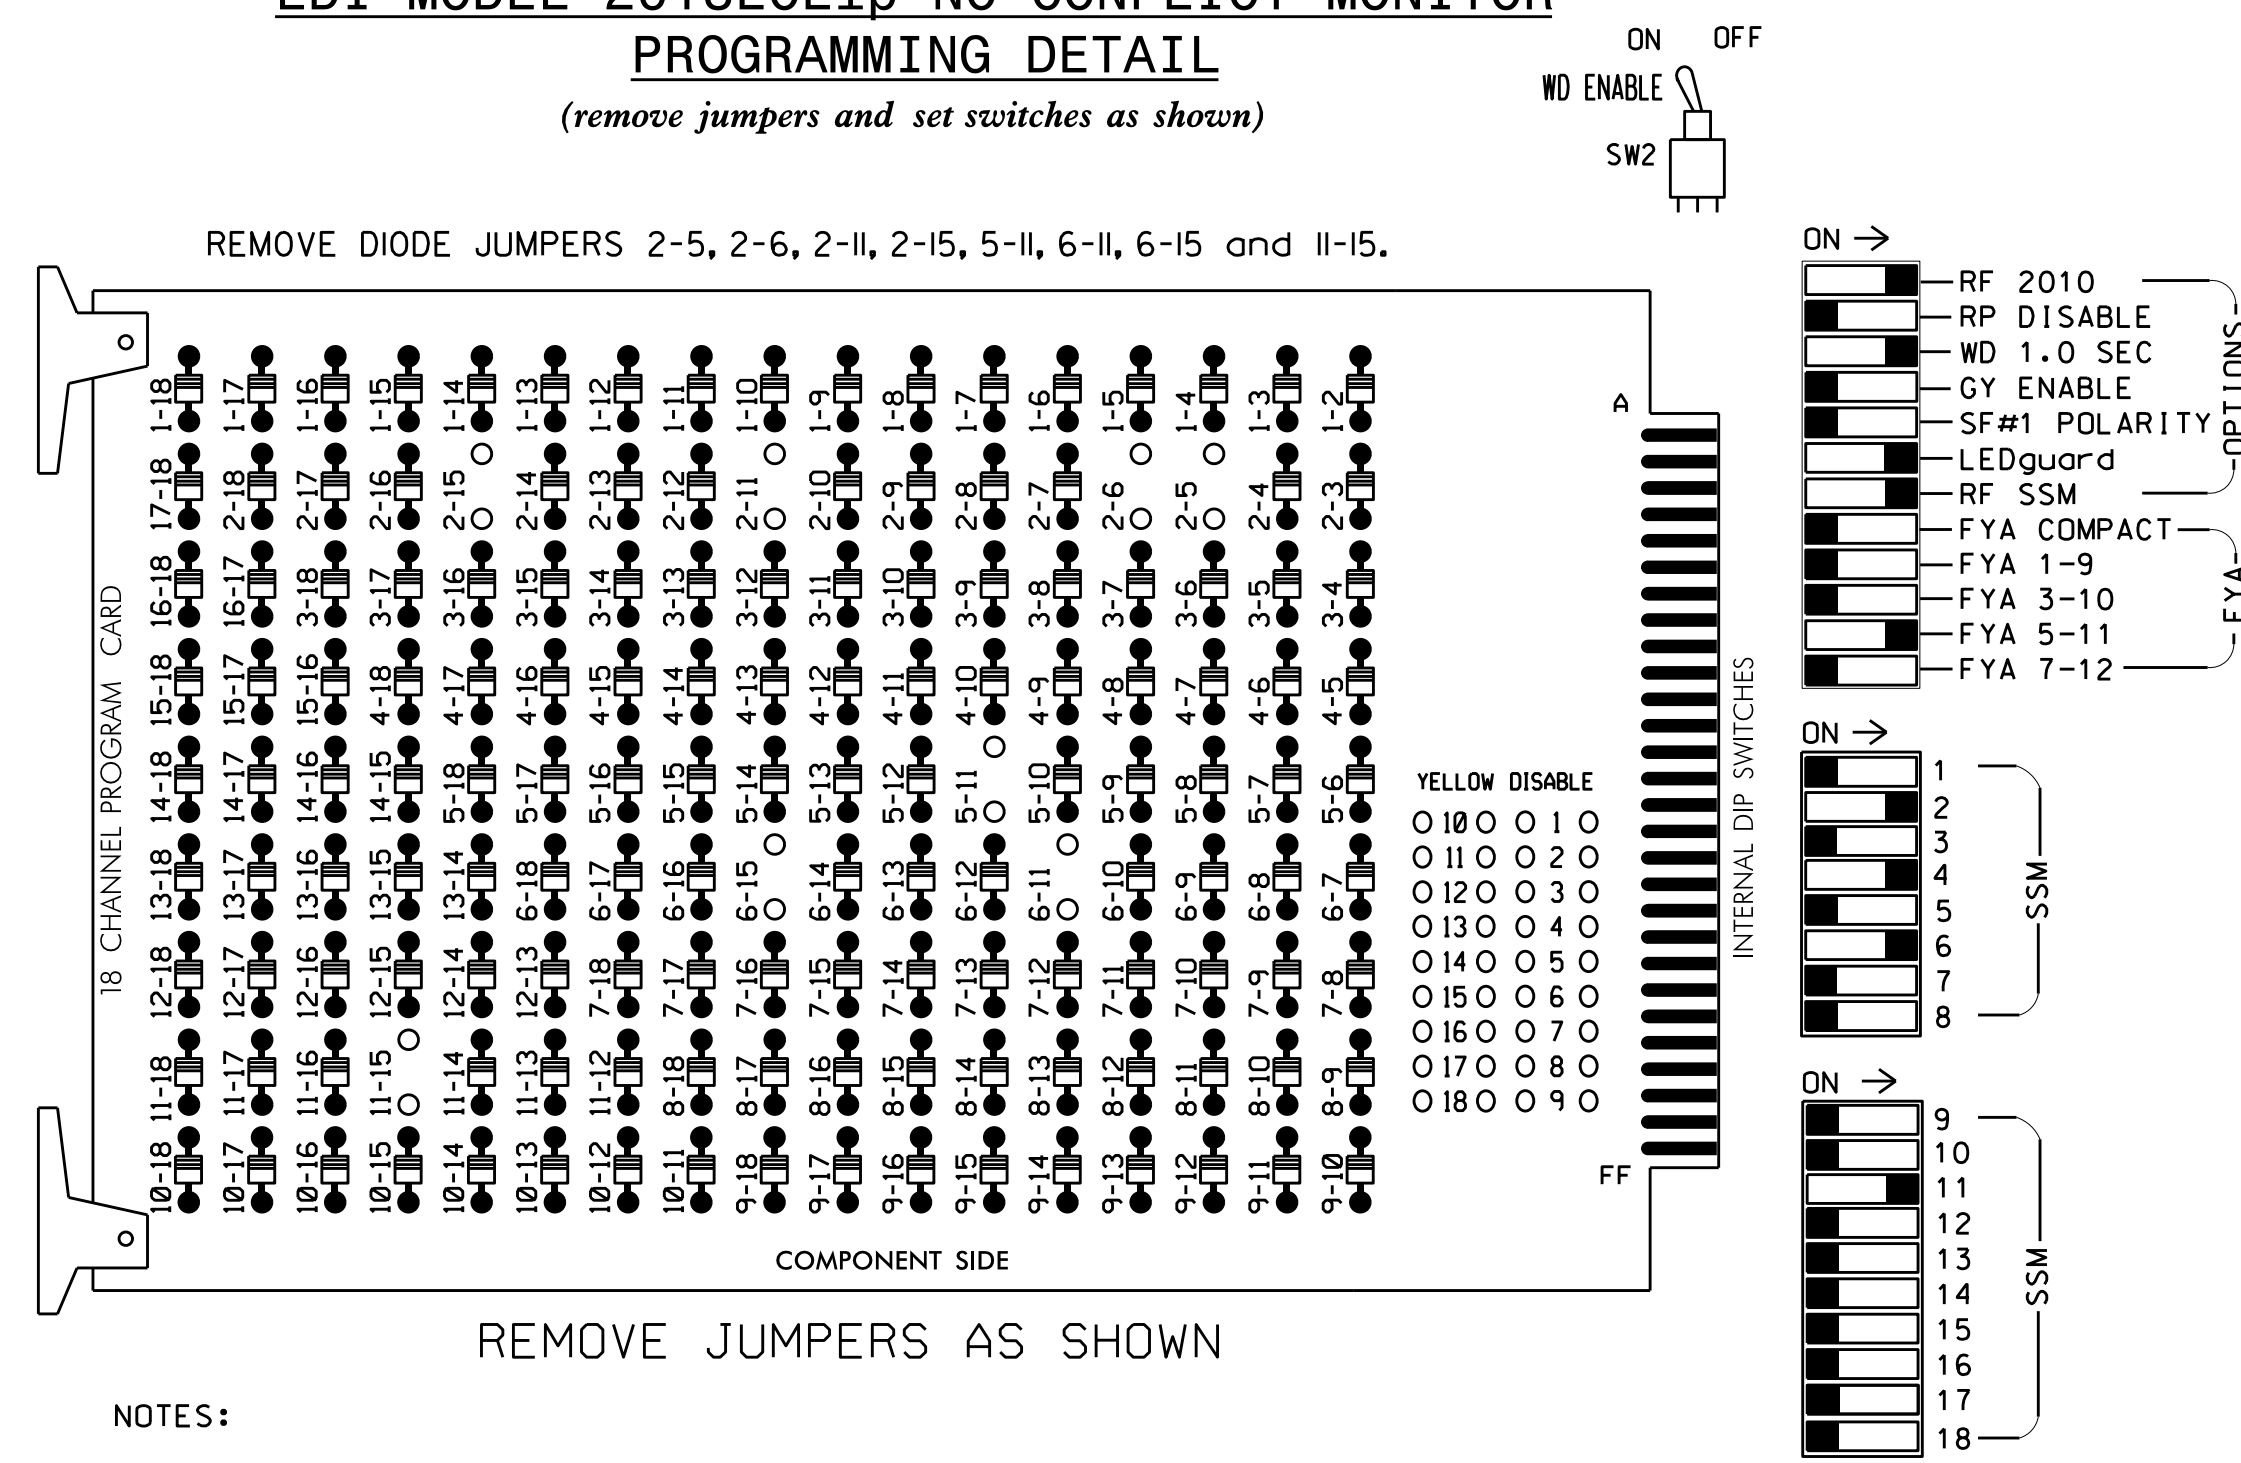 PROGRAMMING DETAIL
(remove jumpers and set switches as shown)
ON OFF
WD ENABLE
SW2
REMOVE DIODE JUMPERS 2-5, 2-6, 2-11, 2-15, 5-11, 6-11, 6-15 and 11-15.
18 CHANNEL PROGRAM CARD
1-18 1-17 1-16 1-15 1-14 1-13 1-12 1-11 1-10 1-9 1-8 1-7 1-6 1-5 1-4 1-3 1-2
17-18 2-18 2-17 2-16 2-15 2-14 2-13 2-12 2-11 2-10 2-9 2-8 2-7 2-6 2-5 2-4 2-3
16-18 16-17 3-18 3-17 3-16 3-15 3-14 3-13 3-12 3-11 3-10 3-9 3-8 3-7 3-6 3-5 3-4
15-18 15-17 15-16 4-18 4-17 4-16 4-15 4-14 4-13 4-12 4-11 4-10 4-9 4-8 4-7 4-6 4-5
14-18 14-17 14-16 14-15 5-18 5-17 5-16 5-15 5-14 5-13 5-12 5-11 5-10 5-9 5-8 5-7 5-6
13-18 13-17 13-16 13-15 13-14 6-18 6-17 6-16 6-15 6-14 6-13 6-12 6-11 6-10 6-9 6-8 6-7
12-18 12-17 12-16 12-15 12-14 12-13 7-18 7-17 7-16 7-15 7-14 7-13 7-12 7-11 7-10 7-9 7-8
11-18 11-17 11-16 11-15 11-14 11-13 11-12 8-18 8-17 8-16 8-15 8-14 8-13 8-12 8-11 8-10 8-9
10-18 10-17 10-16 10-15 10-14 10-13 10-12 10-11 9-18 9-17 9-16 9-15 9-14 9-13 9-12 9-11 9-10
YELLOW DISABLE
10 1
11 2
12 3
13 4
14 5
15 6
16 7
17 8
18 9
A
FF
COMPONENT SIDE
REMOVE JUMPERS AS SHOWN
NOTES:
INTERNAL DIP SWITCHES
ON
RF 2010
RP DISABLE
WD 1.0 SEC
GY ENABLE
SF#1 POLARITY
LEDguard
RF SSM
OPTIONS
FYA COMPACT
FYA 1-9
FYA 3-10
FYA 5-11
FYA 7-12
FYA
ON
1
2
3
4
5
6
7
8
SSM
ON
9
10
11
12
13
14
15
16
17
18
SSM